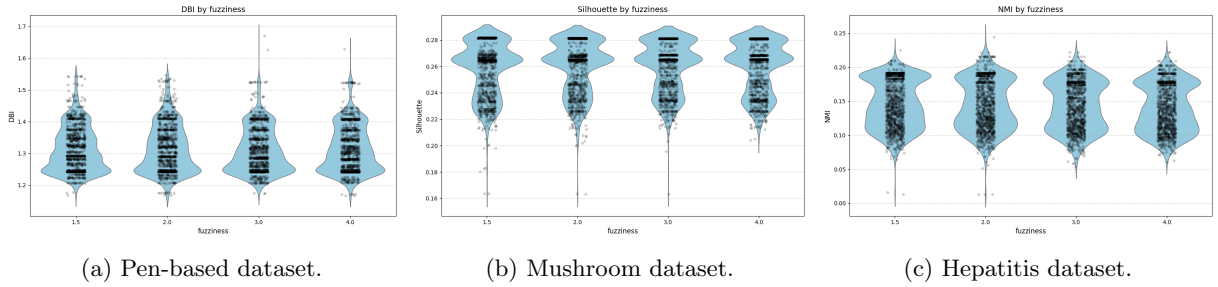 DBI by fuzziness
1.7
1.6
1.5
1.4
1.3
1.2
DBI
1.5 2.0 3.0 4.0
fuzziness
Silhouette by fuzziness
0.28
0.26
0.24
0.22
0.20
0.18
0.16
Silhouette
1.5 2.0 3.0 4.0
fuzziness
NMI by fuzziness
0.25
0.20
0.15
0.10
0.05
0.00
NMI
1.5 2.0 3.0 4.0
fuzziness
(a) Pen-based dataset.
(b) Mushroom dataset.
(c) Hepatitis dataset.